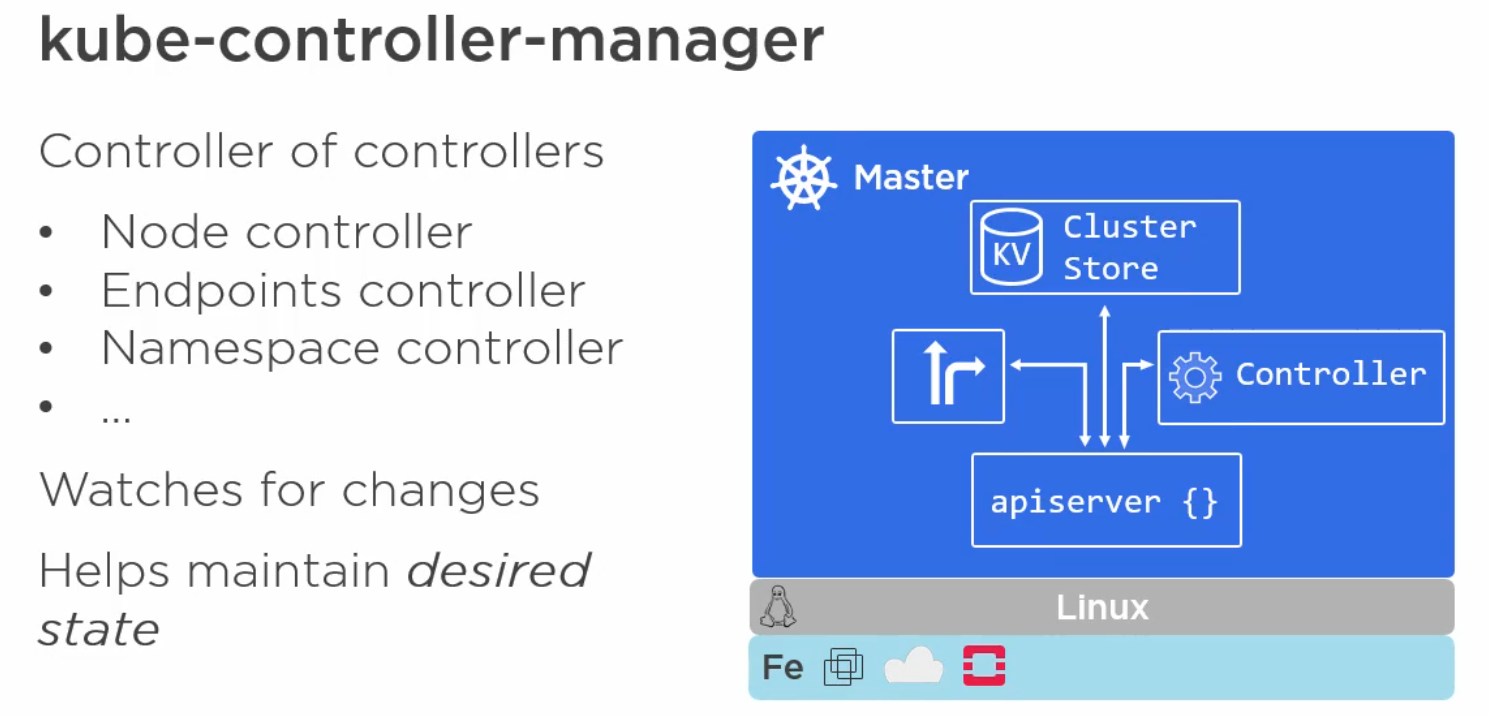 kube-controller-manager
Controller of controllers
• Node controller
• Endpoints controller
• Namespace controller
• ...
Watches for changes
Helps maintain desired
state
Master
KV
Cluster
Store
Controller
apiserver {}
Linux
Fe